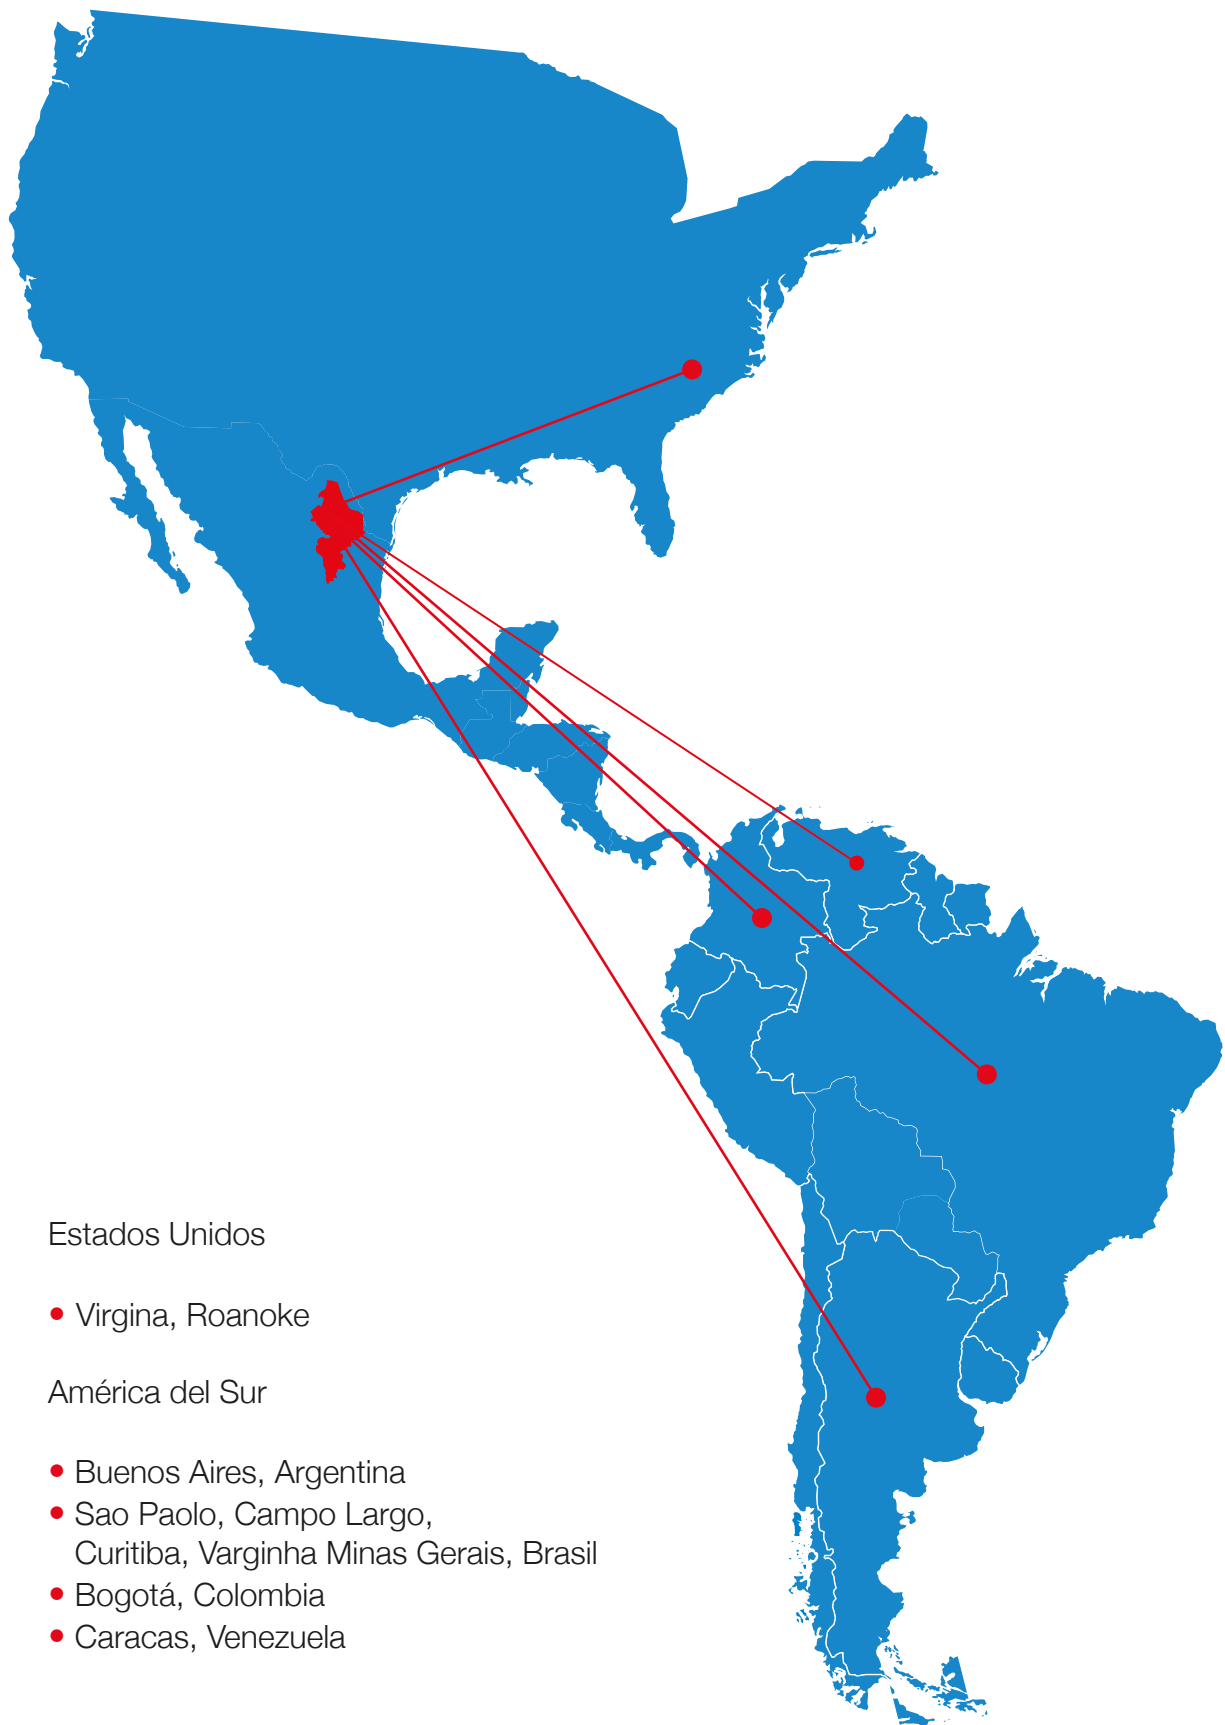 Estados Unidos
• Virgina, Roanoke
América del Sur
• Buenos Aires, Argentina
• Sao Paolo, Campo Largo,
Curitiba, Varginha Minas Gerais, Brasil
• Bogotá, Colombia
• Caracas, Venezuela